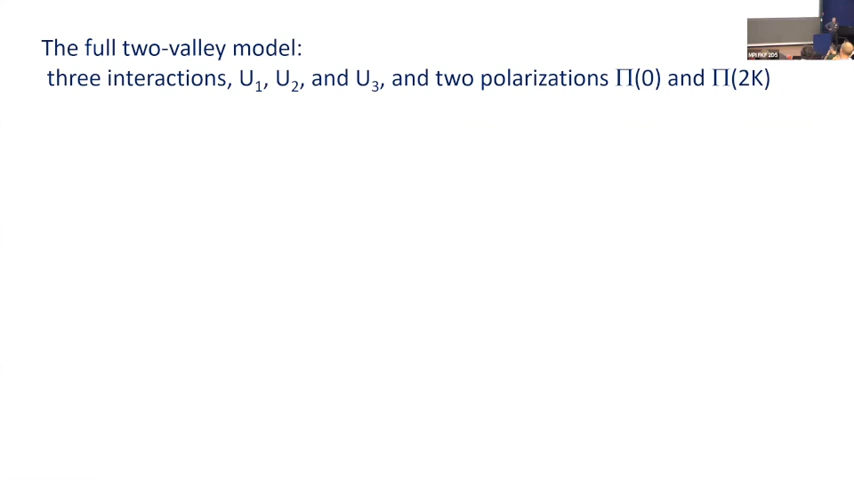 The full two-valley model:
three interactions, U1, U2, and U3, and two polarizations Π(0) and Π(2K)